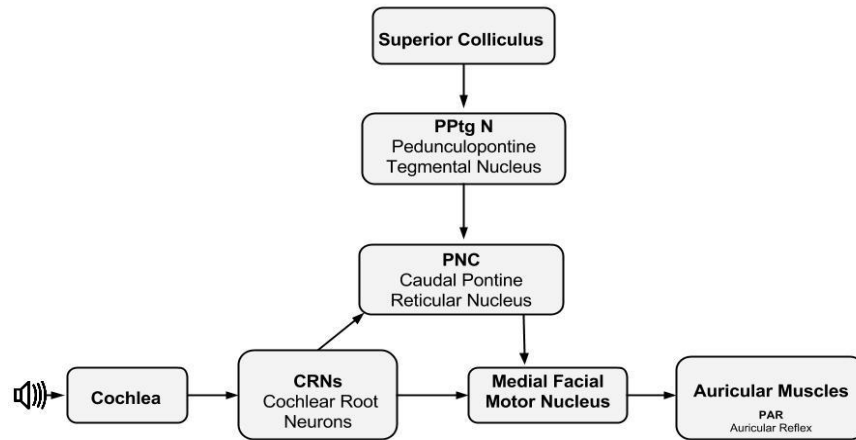 Superior Colliculus
PPtg N
Pedunculopontine
Tegmental Nucleus
PNC
Caudal Pontine
Reticular Nucleus
Cochlea
CRNs
Cochlear Root
Neurons
Medial Facial
Motor Nucleus
Auricular Muscles
PAR
Auricular Reflex